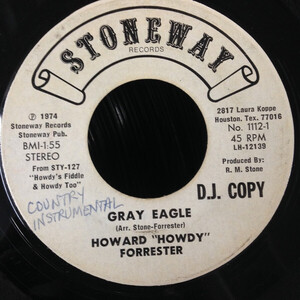 STONEWAY
RECORDS
℗ 1974
Stoneway Records
Stoneway Pub.
BMI-1:55
STEREO
From STY-127
"Howdy's Fiddle
& Howdy Too"
2817 Laura Koppe
Houston, Tex. 77016
No. 1112-1
45 RPM
LH-12139
Produced By:
R. M. Stone
D.J. COPY
COUNTRY
INSTRUMENTAL
GRAY EAGLE
(Arr. Stone-Forrester)
HOWARD "HOWDY"
FORRESTER